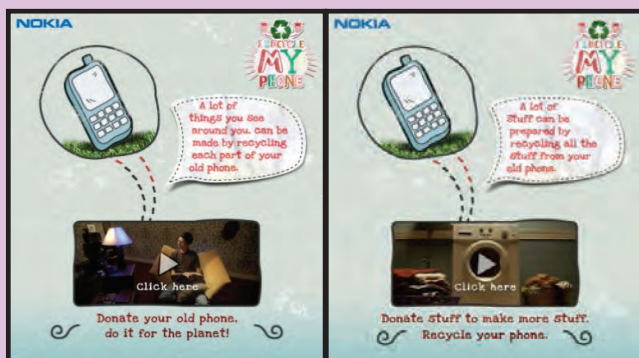 NOKIA
I RECYCLE
MY
PHONE
A lot of
things you see
around you, can be
made by recycling
each part of your
old phone.
Click here
Donate your old phone,
do it for the planet!
NOKIA
I RECYCLE
MY
PHONE
A lot of
Stuff can be
prepared by
recycling all the
stuff from your
old phone.
Click here
Donate stuff to make more stuff.
Recycle your phone.